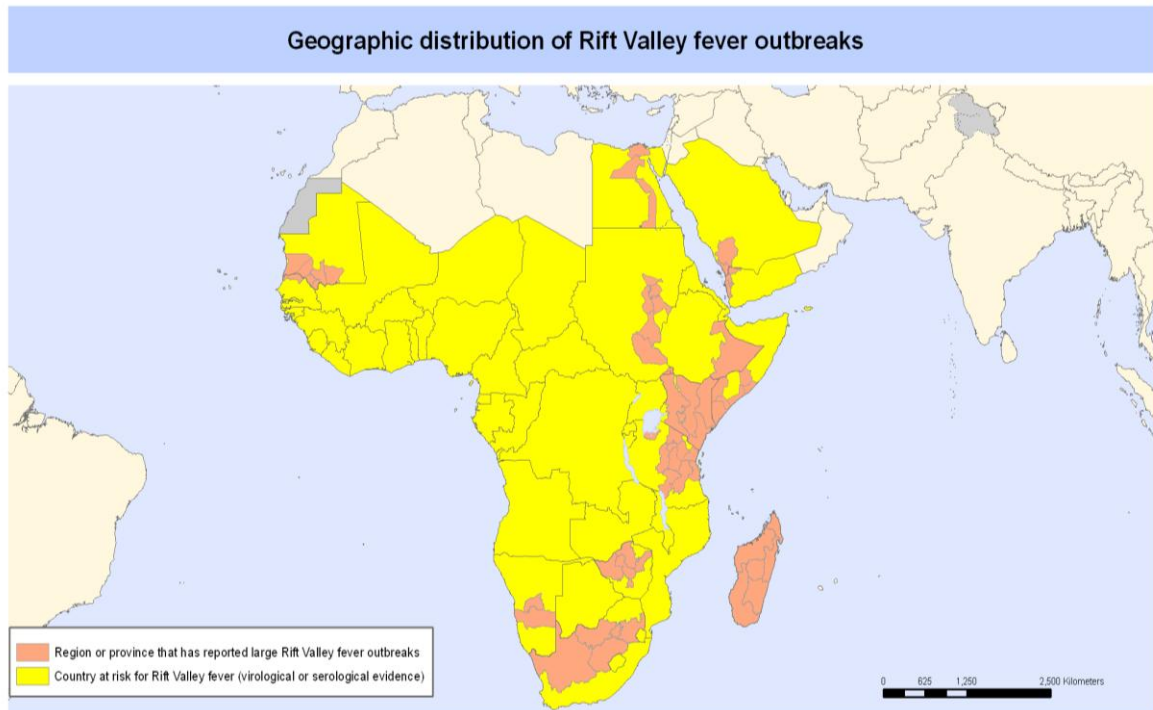 Geographic distribution of Rift Valley fever outbreaks
Region or province that has reported large Rift Valley fever outbreaks
Country at risk for Rift Valley fever (virological or serological evidence)
0 625 1,250 2,500 Kilometers